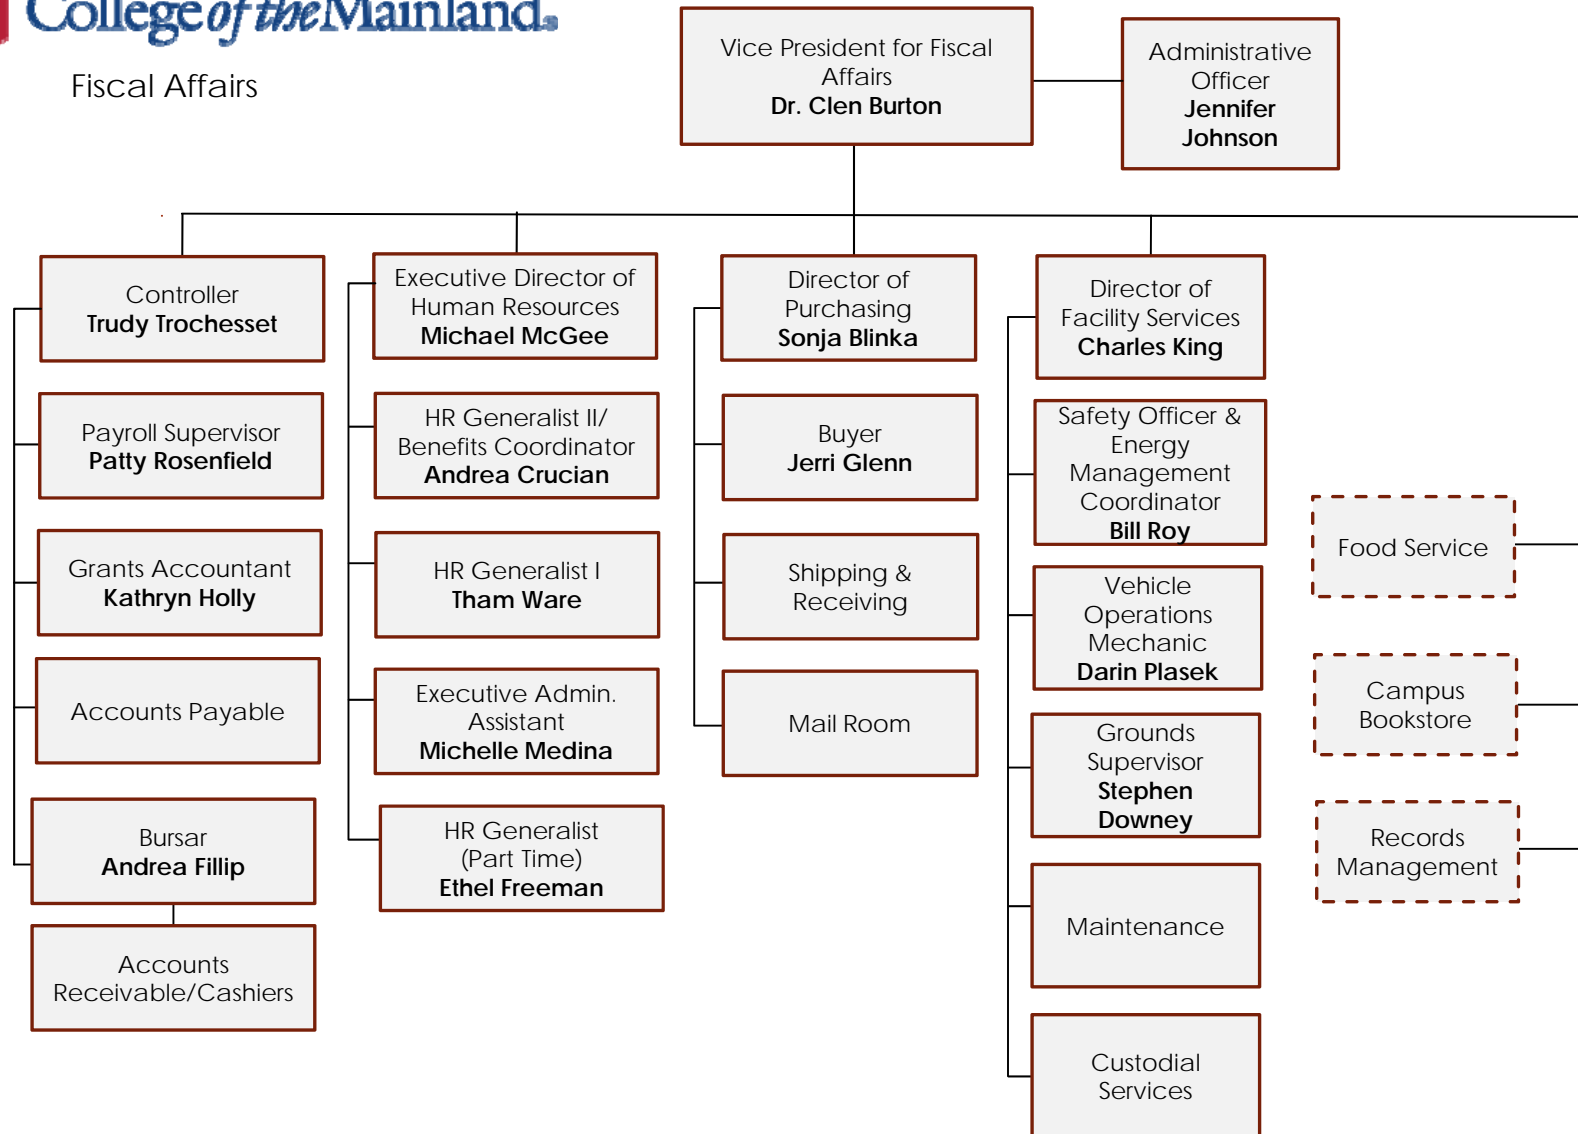 College of the Mainland
Fiscal Affairs
Vice President for Fiscal
Affairs
Dr. Clen Burton
Administrative
Officer
Jennifer
Johnson
Controller
Trudy Trochesset
Payroll Supervisor
Patty Rosenfield
Grants Accountant
Kathryn Holly
Accounts Payable
Bursar
Andrea Fillip
Accounts
Receivable/Cashiers
Executive Director of
Human Resources
Michael McGee
HR Generalist II/
Benefits Coordinator
Andrea Crucian
HR Generalist I
Tham Ware
Executive Admin.
Assistant
Michelle Medina
HR Generalist
(Part Time)
Ethel Freeman
Director of
Purchasing
Sonja Blinka
Buyer
Jerri Glenn
Shipping &
Receiving
Mail Room
Director of
Facility Services
Charles King
Safety Officer &
Energy
Management
Coordinator
Bill Roy
Vehicle
Operations
Mechanic
Darin Plasek
Grounds
Supervisor
Stephen
Downey
Maintenance
Custodial
Services
Food Service
Campus
Bookstore
Records
Management